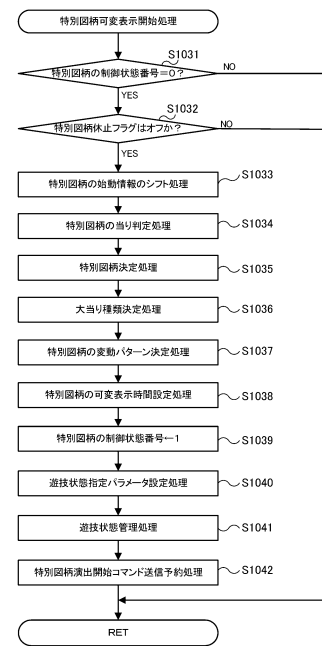 特別図柄可変表示開始処理
S1031
特別図柄の制御状態番号=0?
NO
YES
S1032
特別図柄休止フラグはオフか?
NO
YES
特別図柄の始動情報のシフト処理
S1033
特別図柄の当り判定処理
S1034
特別図柄決定処理
S1035
大当り種類決定処理
S1036
特別図柄の変動パターン決定処理
S1037
特別図柄の可変表示時間設定処理
S1038
特別図柄の制御状態番号←1
S1039
遊技状態指定パラメータ設定処理
S1040
遊技状態管理処理
S1041
特別図柄演出開始コマンド送信予約処理
S1042
RET